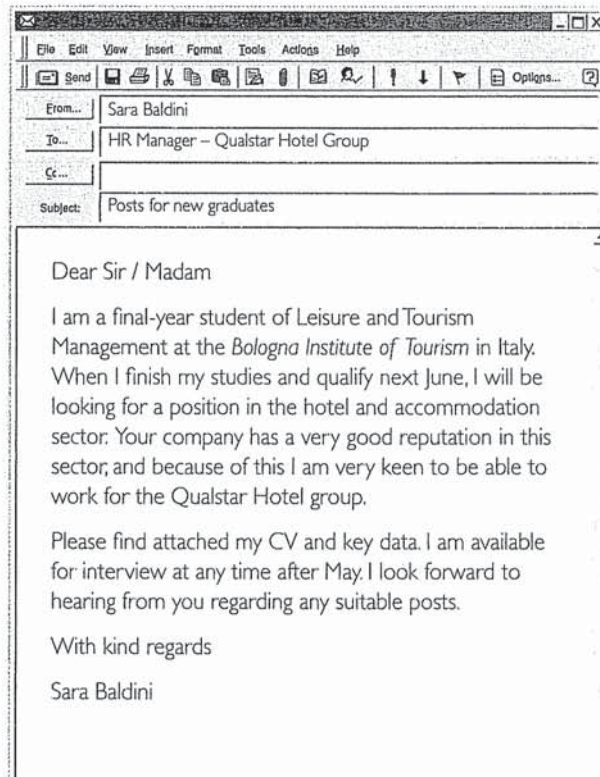 File Edit View Insert Format Tools Actions Help
Send Options...
From... Sara Baldini
To... HR Manager – Qualstar Hotel Group
Cc...
Subject: Posts for new graduates
Dear Sir / Madam
I am a final-year student of Leisure and Tourism
Management at the Bologna Institute of Tourism in Italy.
When I finish my studies and qualify next June, I will be
looking for a position in the hotel and accommodation
sector. Your company has a very good reputation in this
sector, and because of this I am very keen to be able to
work for the Qualstar Hotel group.
Please find attached my CV and key data. I am available
for interview at any time after May. I look forward to
hearing from you regarding any suitable posts.
With kind regards
Sara Baldini